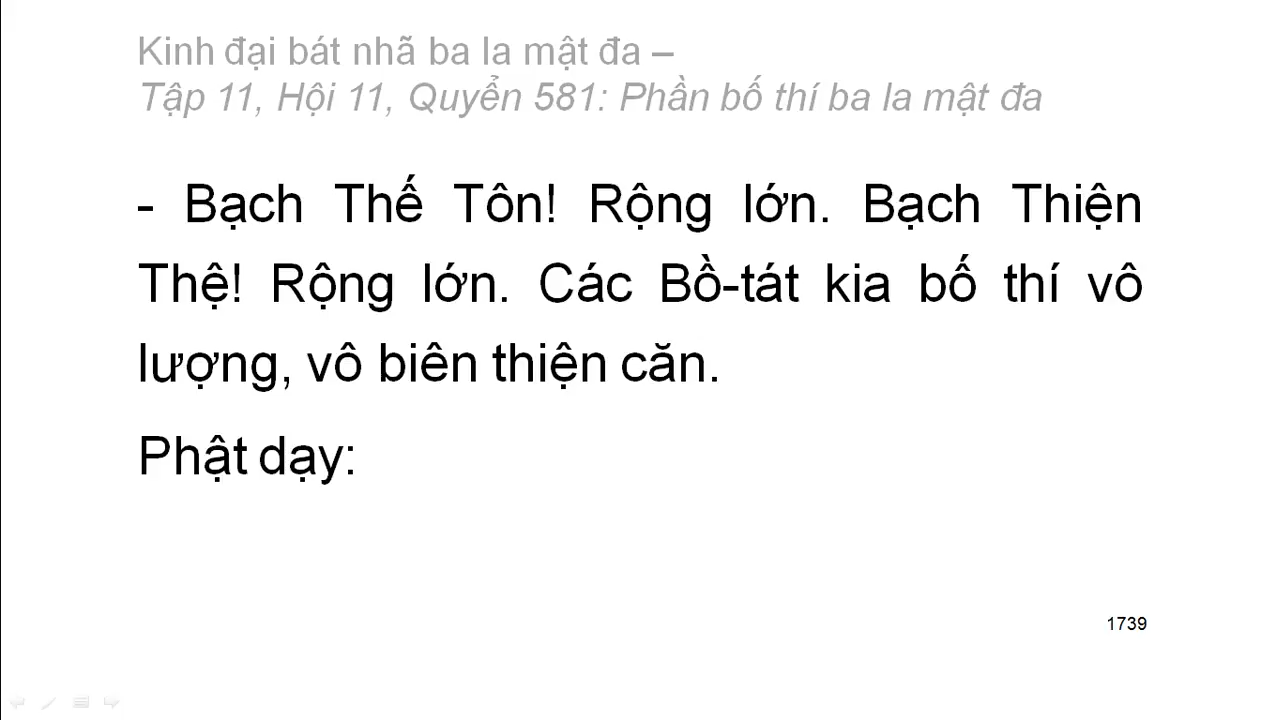 Kinh đại bát nhã ba la mật đa –
Tập 11, Hội 11, Quyển 581: Phần bố thí ba la mật đa
- Bạch Thế Tôn! Rộng lớn. Bạch Thiện
Thệ! Rộng lớn. Các Bồ-tát kia bố thí vô
lượng, vô biên thiện căn.
Phật dạy:
1739